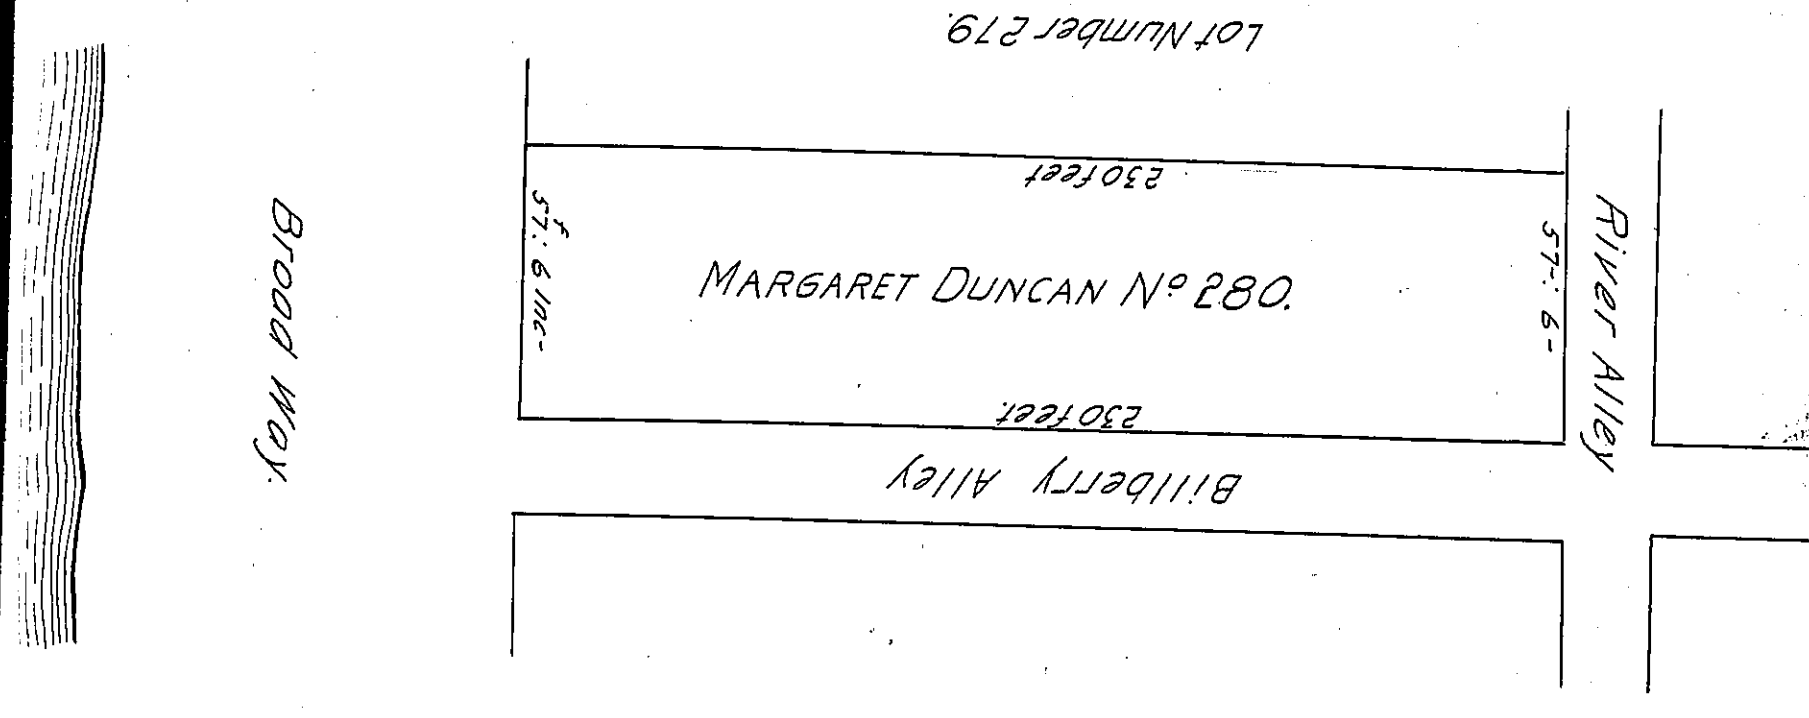 Lot Number 279.
230 feet
Broad Way.
57f: 6 Inc-
MARGARET DUNCAN Nº 280.
57-: 6-
River Alley
230 feet.
Billberry Alley